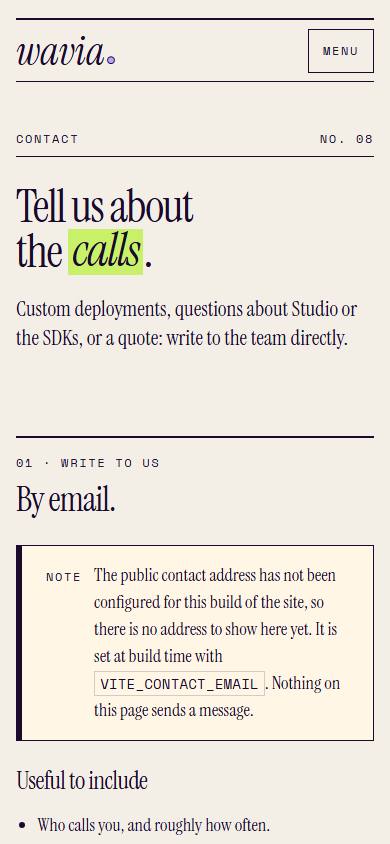 wavia.
MENU
CONTACT
NO. 08
Tell us about
the calls.
Custom deployments, questions about Studio or
the SDKs, or a quote: write to the team directly.
01 · WRITE TO US
By email.
NOTE
The public contact address has not been
configured for this build of the site, so
there is no address to show here yet. It is
set at build time with
VITE_CONTACT_EMAIL. Nothing on
this page sends a message.
Useful to include
• Who calls you, and roughly how often.